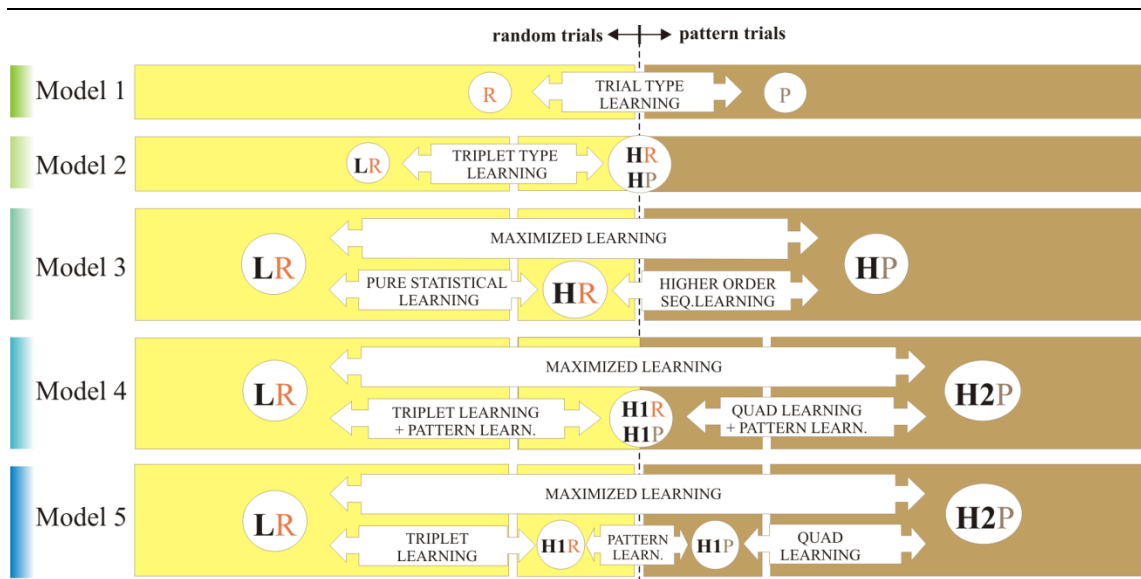 random trials pattern trials
Model 1
R
TRIAL TYPE
LEARNING
P
Model 2
LR
TRIPLET TYPE
LEARNING
HR
HP
Model 3
LR
MAXIMIZED LEARNING
PURE STATISTICAL
LEARNING
HR
HIGHER ORDER
SEQ.LEARNING
HP
Model 4
LR
MAXIMIZED LEARNING
TRIPLET LEARNING
+ PATTERN LEARN.
H1R
H1P
QUAD LEARNING
+ PATTERN LEARN.
H2P
Model 5
LR
MAXIMIZED LEARNING
TRIPLET
LEARNING
H1R
PATTERN
LEARN.
H1P
QUAD
LEARNING
H2P